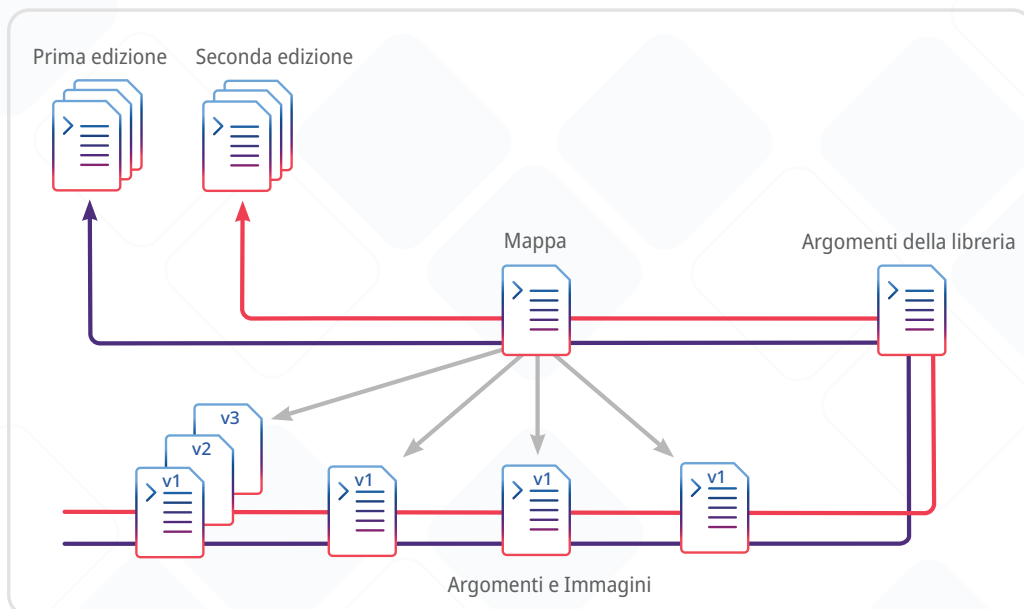 Prima edizione
Seconda edizione
Mappa
Argomenti della libreria
v3
v2
v1
v1
v1
v1
Argomenti e Immagini